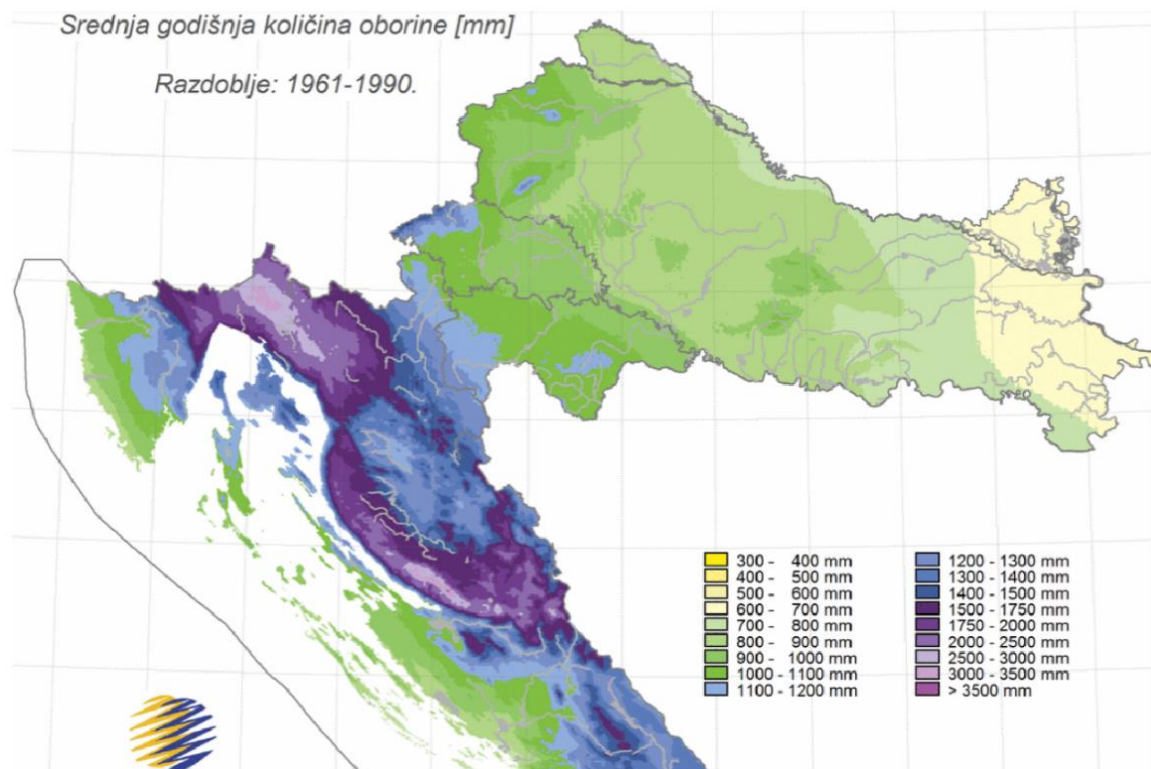 Srednja godišnja količina oborine [mm]
Razdoblje: 1961-1990.
300 - 400 mm
400 - 500 mm
500 - 600 mm
600 - 700 mm
700 - 800 mm
800 - 900 mm
900 - 1000 mm
1000 - 1100 mm
1100 - 1200 mm
1200 - 1300 mm
1300 - 1400 mm
1400 - 1500 mm
1500 - 1750 mm
1750 - 2000 mm
2000 - 2500 mm
2500 - 3000 mm
3000 - 3500 mm
> 3500 mm